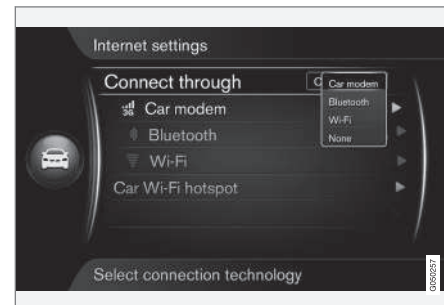 Internet settings
Connect through C
Car modem
Bluetooth
Wi-Fi
None
3G Car modem
Bluetooth
Wi-Fi
Car Wi-Fi hotspot
Select connection technology
G050257